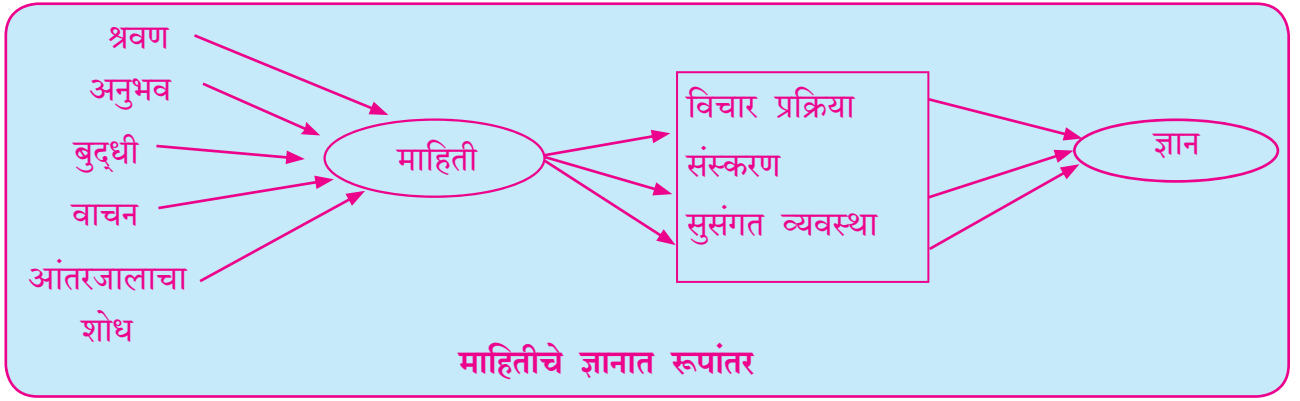 श्रवण
अनुभव
बुद्‌धी
वाचन
आंतरजालाचा
शोध
माहिती
विचार प्रक्रिया
संस्करण
सुसंगत व्यवस्था
ज्ञान
माहितीचे ज्ञानात रूपांतर